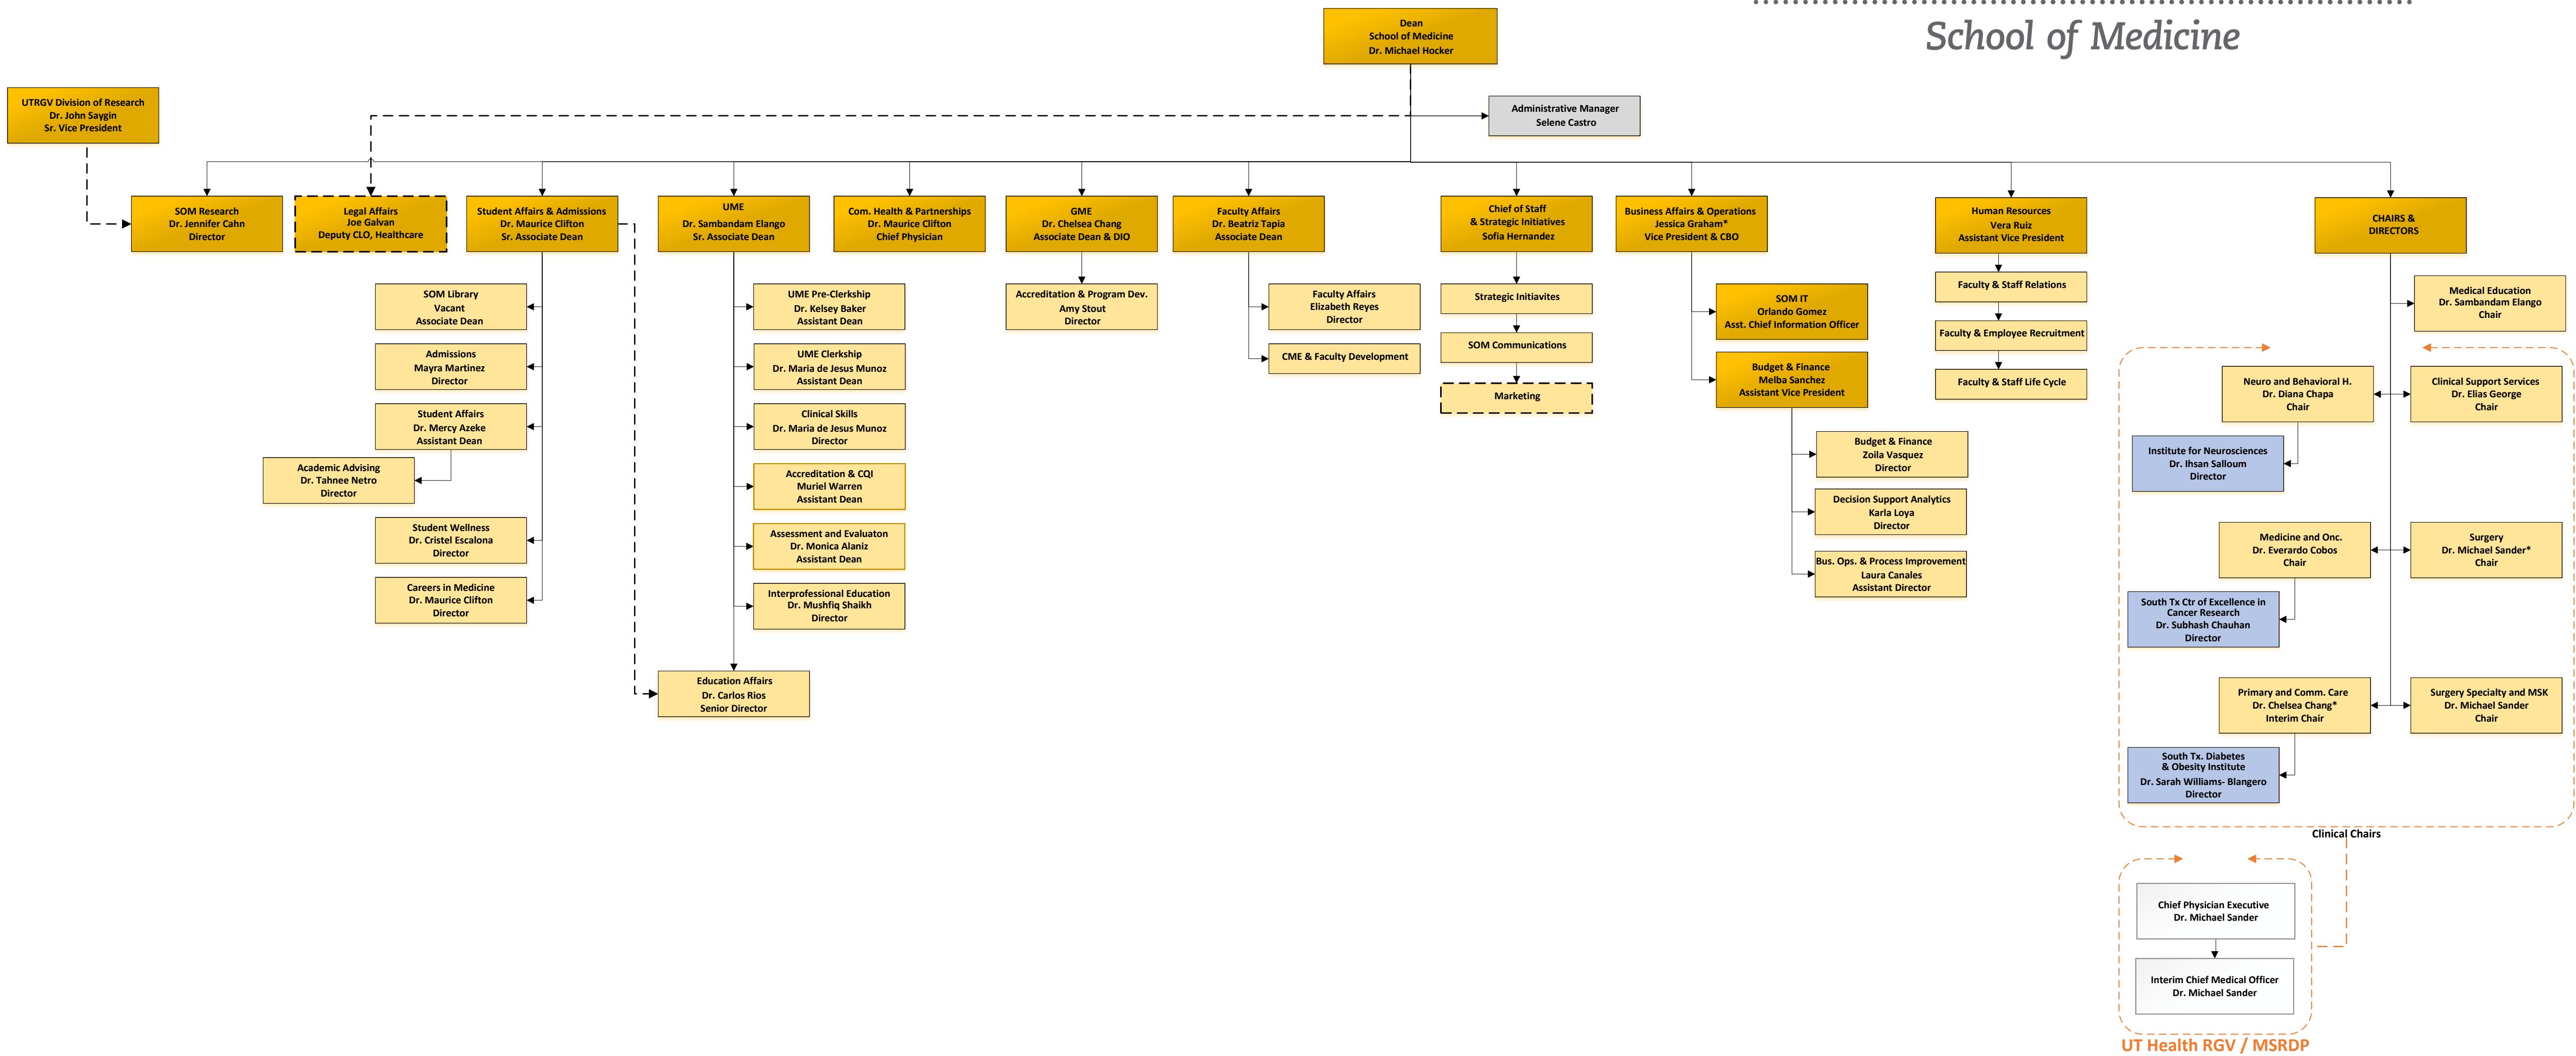 School of Medicine
Dean
School of Medicine
Dr. Michael Hocker
UTRGV Division of Research
Dr. John Saygin
Sr. Vice President
Administrative Manager
Selene Castro
SOM Research
Dr. Jennifer Cahn
Director
Legal Affairs
Joe Galvan
Deputy CLO, Healthcare
Student Affairs & Admissions
Dr. Maurice Clifton
Sr. Associate Dean
UME
Dr. Sambandam Elango
Sr. Associate Dean
Com. Health & Partnerships
Dr. Maurice Clifton
Chief Physician
GME
Dr. Chelsea Chang
Associate Dean & DIO
Faculty Affairs
Dr. Beatriz Tapia
Associate Dean
Chief of Staff
& Strategic Initiatives
Sofia Hernandez
Business Affairs & Operations
Jessica Graham*
Vice President & CBO
Human Resources
Vera Ruiz
Assistant Vice President
CHAIRS &
DIRECTORS
SOM Library
Vacant
Associate Dean
Admissions
Mayra Martinez
Director
Student Affairs
Dr. Mercy Azeke
Assistant Dean
Academic Advising
Dr. Tahnee Netro
Director
Student Wellness
Dr. Cristel Escalona
Director
Careers in Medicine
Dr. Maurice Clifton
Director
UME Pre-Clerkship
Dr. Kelsey Baker
Assistant Dean
UME Clerkship
Dr. Maria de Jesus Munoz
Assistant Dean
Clinical Skills
Dr. Maria de Jesus Munoz
Director
Accreditation & CQI
Muriel Warren
Assistant Dean
Assessment and Evaluaton
Dr. Monica Alaniz
Assistant Dean
Interprofessional Education
Dr. Mushfiq Shaikh
Director
Education Affairs
Dr. Carlos Rios
Senior Director
Accreditation & Program Dev.
Amy Stout
Director
Faculty Affairs
Elizabeth Reyes
Director
CME & Faculty Development
Strategic Initiavites
SOM Communications
Marketing
SOM IT
Orlando Gomez
Asst. Chief Information Officer
Budget & Finance
Melba Sanchez
Assistant Vice President
Budget & Finance
Zoila Vasquez
Director
Decision Support Analytics
Karla Loya
Director
Bus. Ops. & Process Improvement
Laura Canales
Assistant Director
Faculty & Staff Relations
Faculty & Employee Recruitment
Faculty & Staff Life Cycle
Medical Education
Dr. Sambandam Elango
Chair
Neuro and Behavioral H.
Dr. Diana Chapa
Chair
Clinical Support Services
Dr. Elias George
Chair
Institute for Neurosciences
Dr. Ihsan Salloum
Director
Medicine and Onc.
Dr. Everardo Cobos
Chair
Surgery
Dr. Michael Sander*
Chair
South Tx Ctr of Excellence in
Cancer Research
Dr. Subhash Chauhan
Director
Primary and Comm. Care
Dr. Chelsea Chang*
Interim Chair
Surgery Specialty and MSK
Dr. Michael Sander
Chair
South Tx. Diabetes
& Obesity Institute
Dr. Sarah Williams- Blangero
Director
Clinical Chairs
Chief Physician Executive
Dr. Michael Sander
Interim Chief Medical Officer
Dr. Michael Sander
UT Health RGV / MSRDP